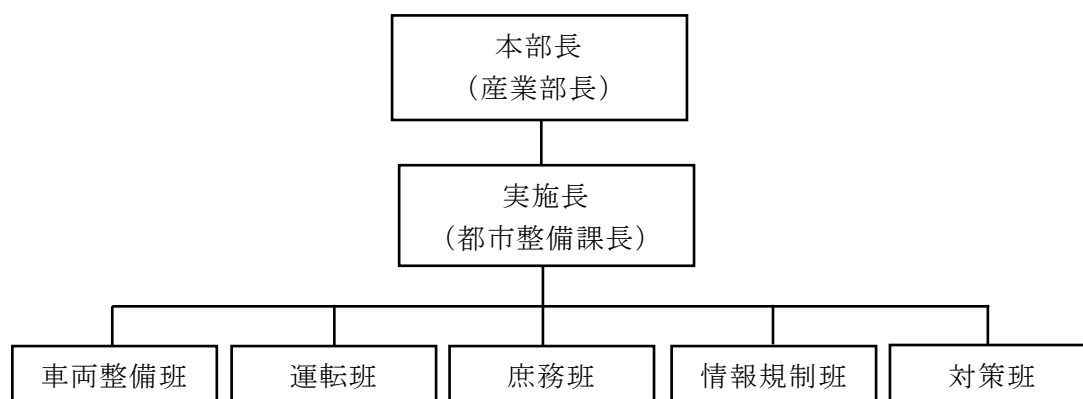 本部長
（産業部長）
実施長
（都市整備課長）
車両整備班
運転班
庶務班
情報規制班
対策班